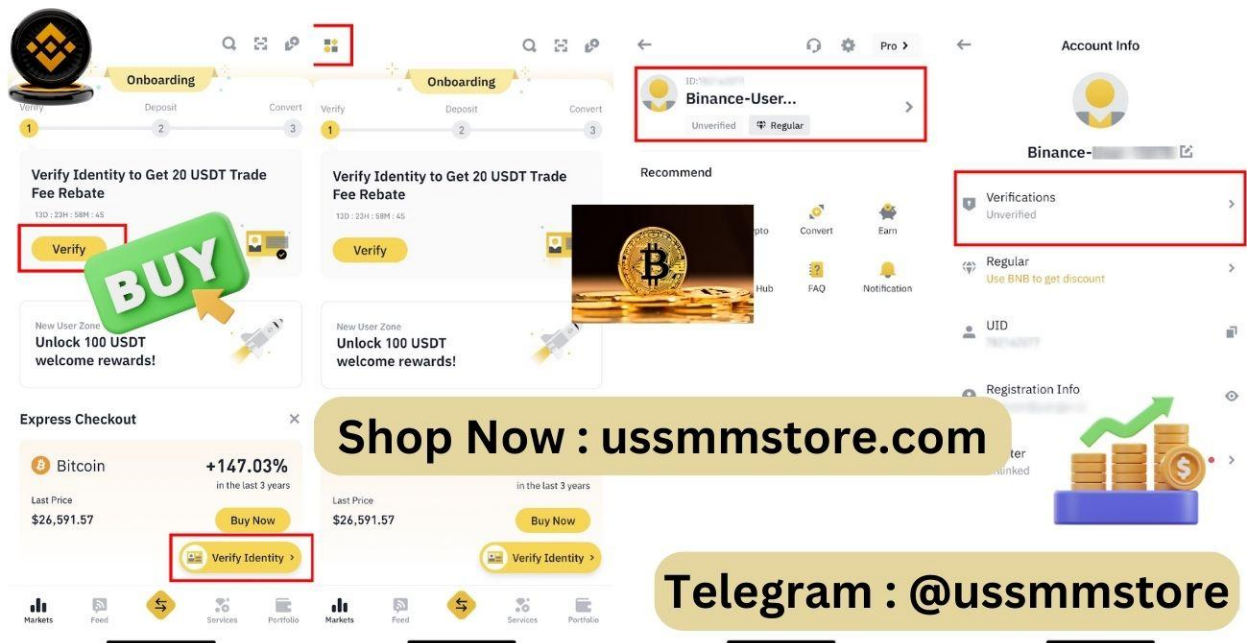 Onboarding
Verify
Deposit
Convert
1
2
3
Verify Identity to Get 20 USDT Trade
Fee Rebate
13D : 23H : 58M : 4S
Verify
BUY
New User Zone
Unlock 100 USDT
welcome rewards!
Express Checkout
Bitcoin
+147.03%
in the last 3 years
Last Price
$26,591.57
Buy Now
Verify Identity >
Markets
Feed
Services
Portfolio
Onboarding
Verify
Deposit
Convert
1
2
3
Verify Identity to Get 20 USDT Trade
Fee Rebate
13D : 23H : 58M : 4S
Verify
New User Zone
Unlock 100 USDT
welcome rewards!
in the last 3 years
Last Price
$26,591.57
Buy Now
Verify Identity >
Markets
Feed
Services
Portfolio
Pro >
ID:
Binance-User...
Unverified
Regular
Recommend
Convert
Earn
Hub
FAQ
Notification
Account Info
Binance-
Verifications
Unverified
Regular
Use BNB to get discount
UID
Registration Info
Shop Now : ussmmstore.com
Telegram : @ussmmstore